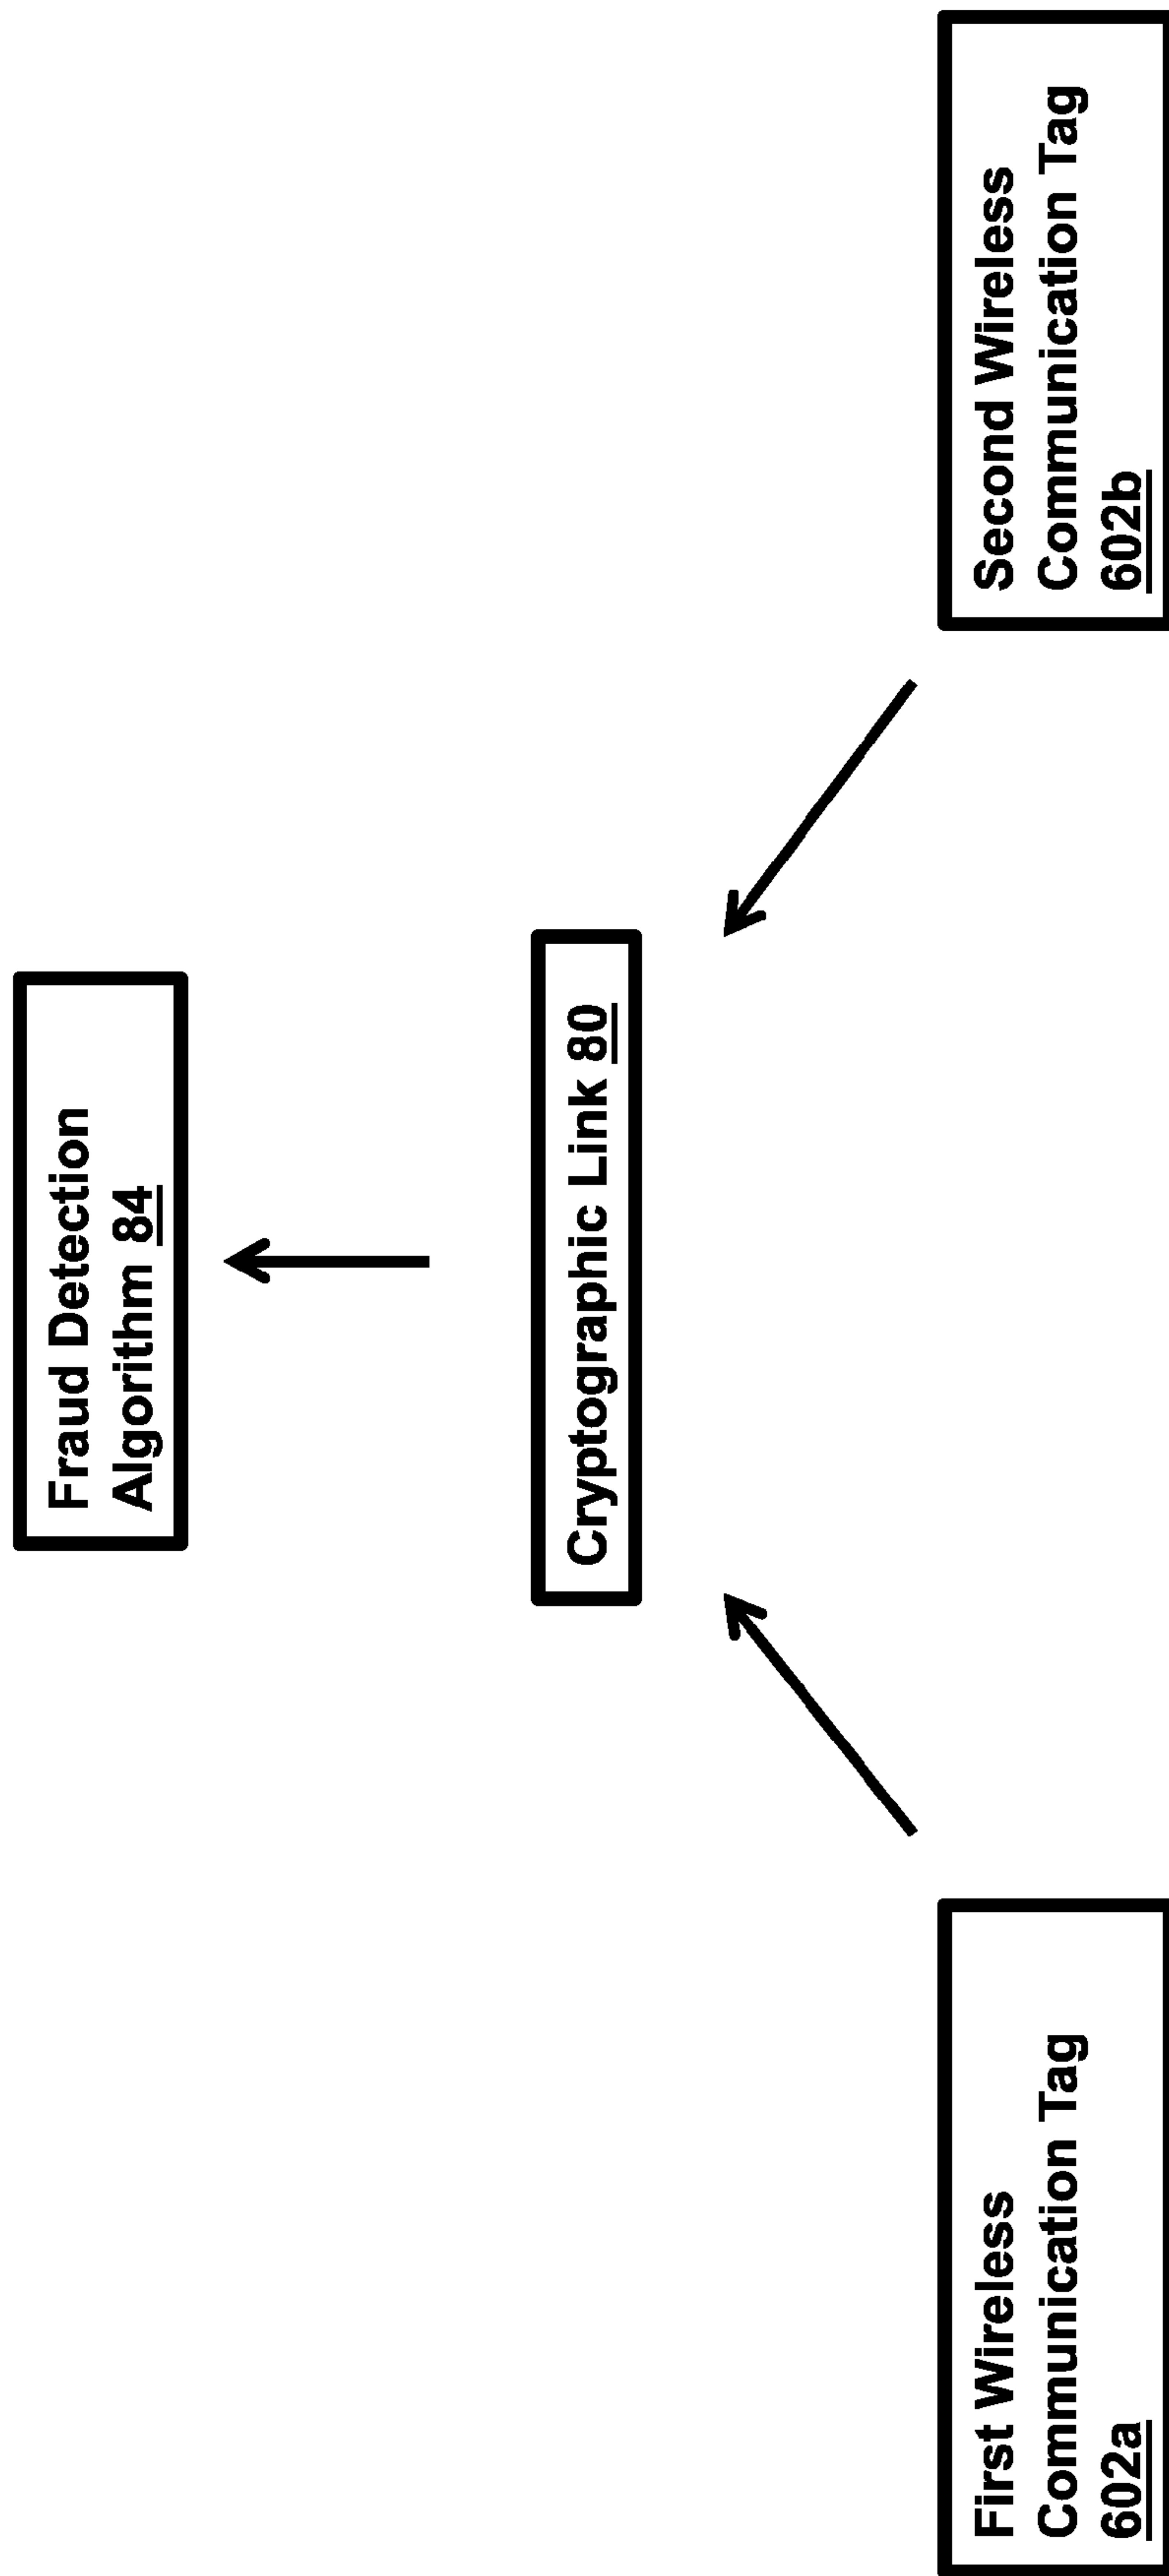 Fraud Detection
Algorithm 84
Cryptographic Link 80
First Wireless
Communication Tag
602a
Second Wireless
Communication Tag
602b